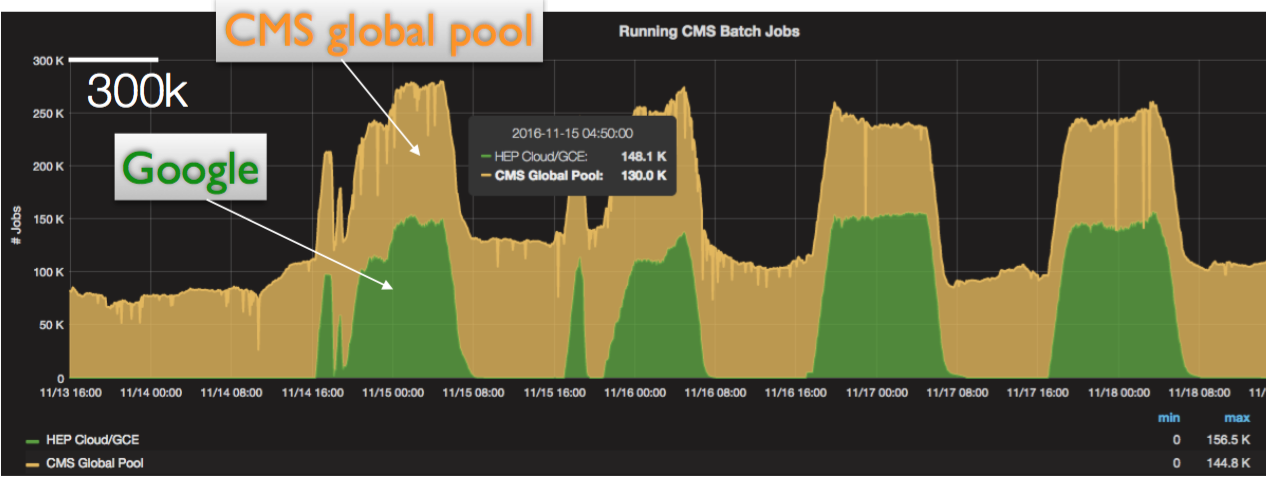 CMS global pool
Running CMS Batch Jobs
300 K
300k
250 K
Google
200 K
150 K
100 K
50 K
0
# Jobs
2016-11-15 04:50:00
HEP Cloud/GCE: 148.1 K
CMS Global Pool: 130.0 K
11/13 16:00 11/14 00:00 11/14 08:00 11/14 16:00 11/15 00:00 11/15 08:00 11/15 16:00 11/16 00:00 11/16 08:00 11/16 16:00 11/17 00:00 11/17 08:00 11/17 16:00 11/18 00:00 11/18 08:00 11/
min max
HEP Cloud/GCE 0 156.5 K
CMS Global Pool 0 144.8 K